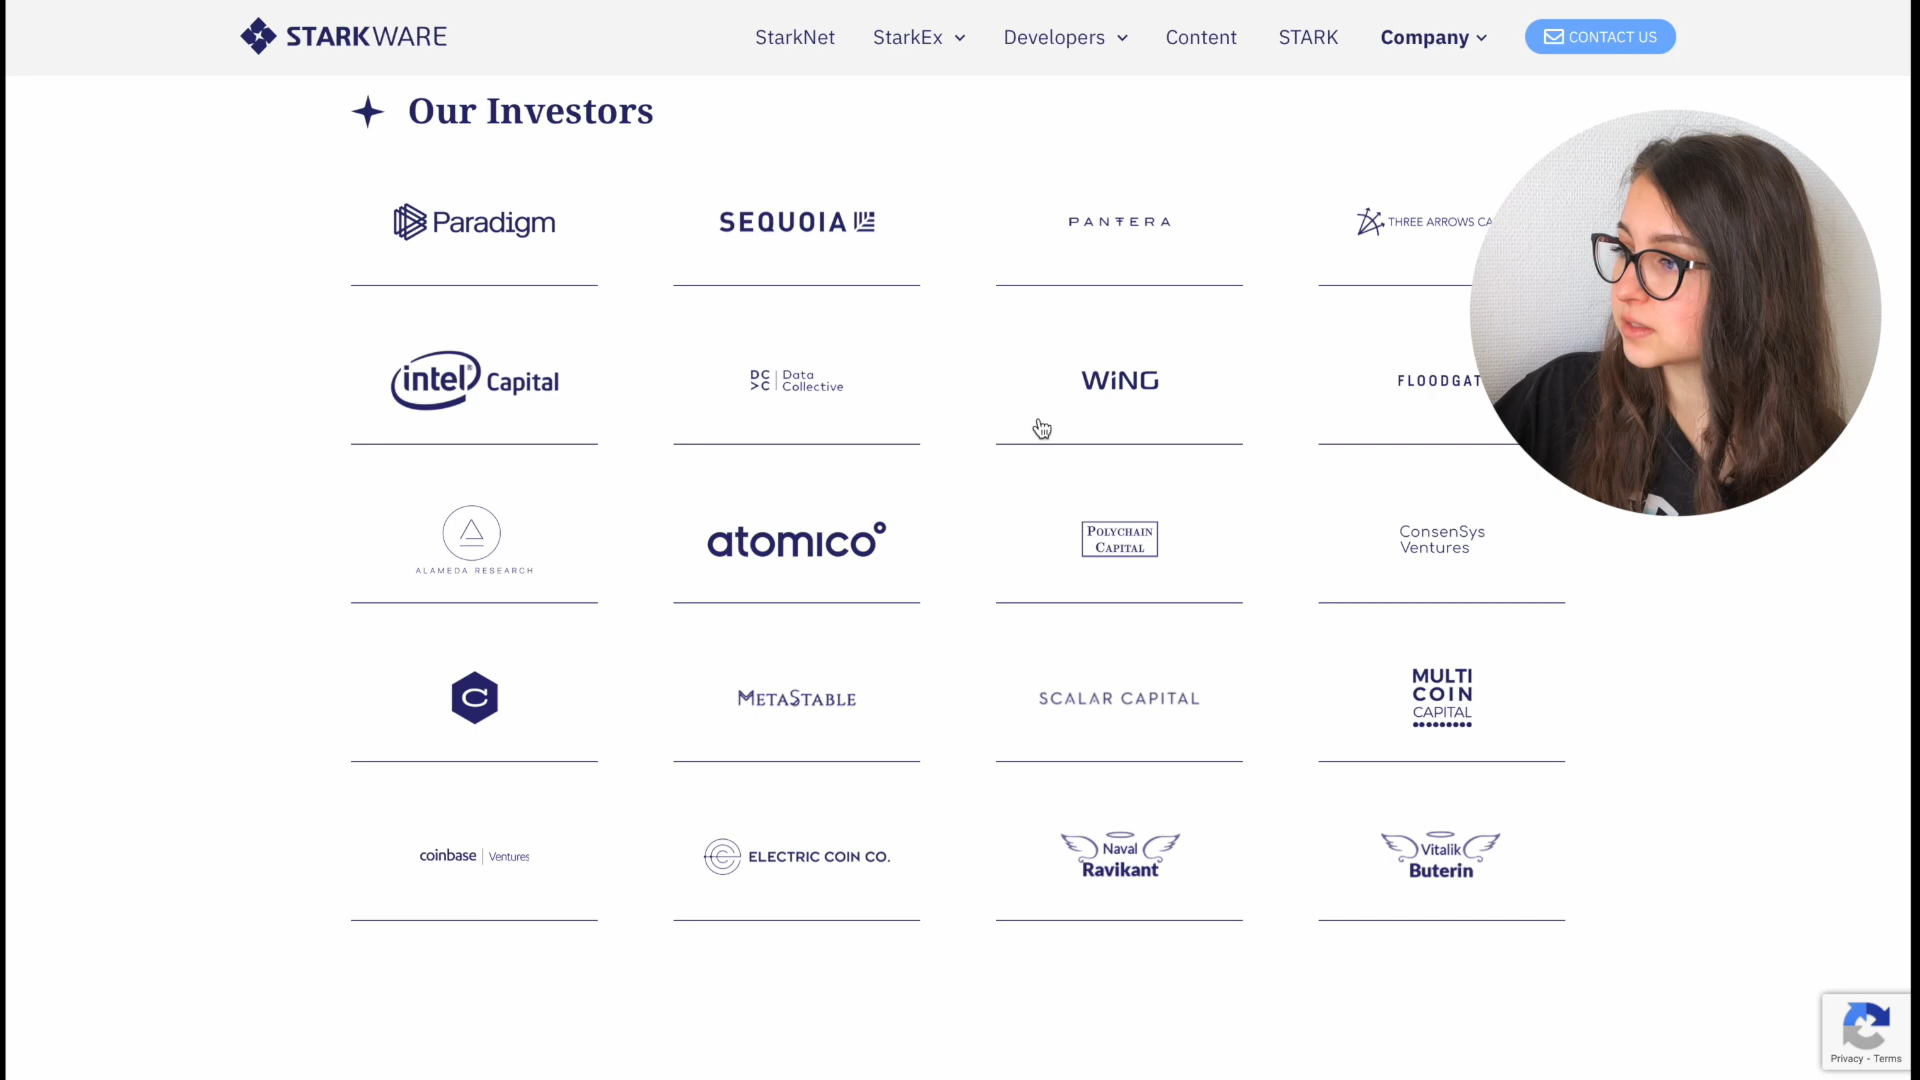 STARKWARE
StarkNet
StarkEx
Developers
Content
STARK
Company
CONTACT US
Our Investors
Paradigm
SEQUOIA
PANTERA
THREE ARROWS CA
intel Capital
DC | Data
>C | Collective
WiNG
FLOODGAT
ALAMEDA RESEARCH
atomico
POLYCHAIN
CAPITAL
ConsenSys
Ventures
C
METASTABLE
SCALAR CAPITAL
MULTI
COIN
CAPITAL
coinbase | Ventures
ELECTRIC COIN CO.
Naval
Ravikant
Vitalik
Buterin
Privacy - Terms